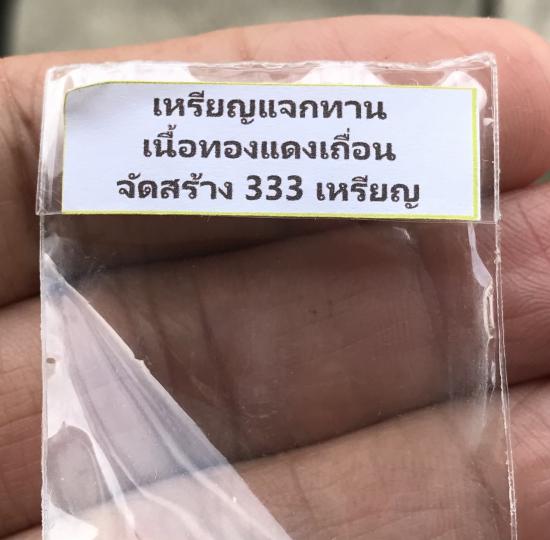 เหรียญแจกทาน
เนื้อทองแดงเถื่อน
จัดสร้าง 333 เหรียญ